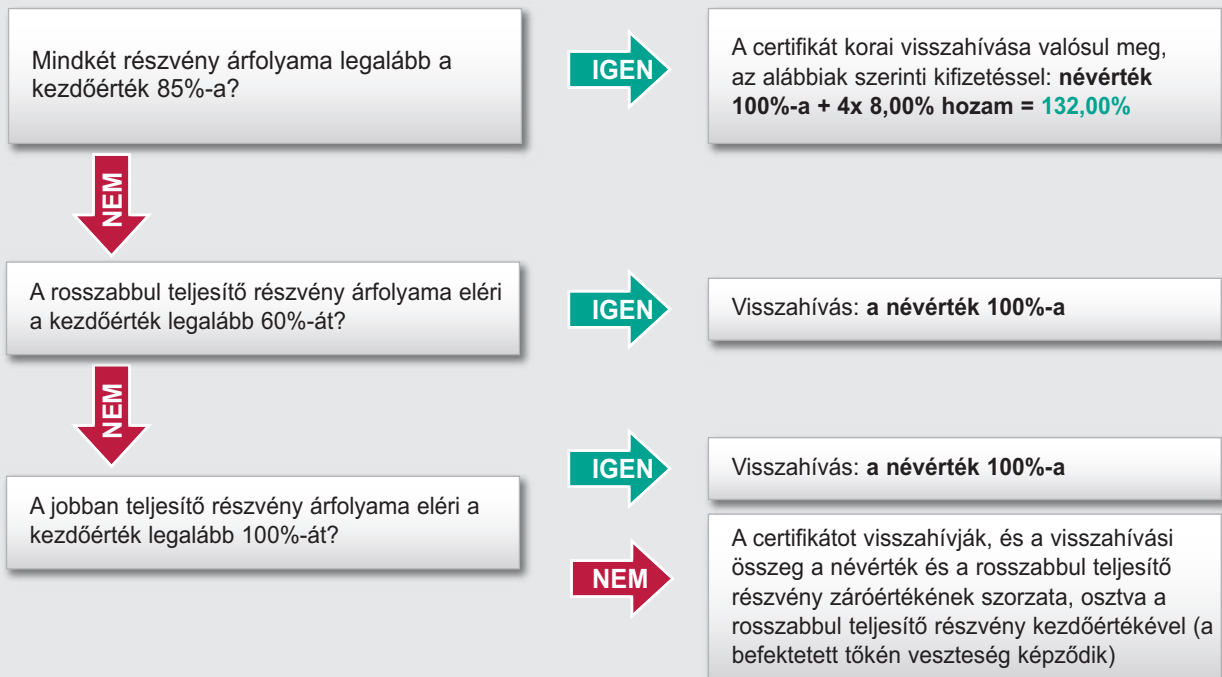 Mindkét részvény árfolyama legalább a
kezdőérték 85%-a?
IGEN
A certifikát korai visszahívása valósul meg,
az alábbiak szerinti kifizetéssel: névérték
100%-a + 4x 8,00% hozam = 132,00%
NEM
A rosszabbul teljesítő részvény árfolyama eléri
a kezdőérték legalább 60%-át?
IGEN
Visszahívás: a névérték 100%-a
NEM
A jobban teljesítő részvény árfolyama eléri a
kezdőérték legalább 100%-át?
IGEN
Visszahívás: a névérték 100%-a
NEM
A certifikátot visszahívják, és a visszahívási
összeg a névérték és a rosszabbul teljesítő
részvény záróértékének szorzata, osztva a
rosszabbul teljesítő részvény kezdőértékével (a
befektetett tőkén veszteség képződik)